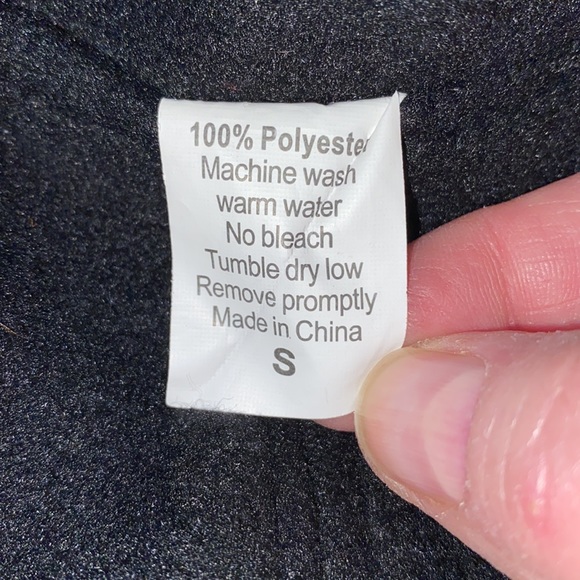 100% Polyester
Machine wash
warm water
No bleach
Tumble dry low
Remove promptly
Made in China
S